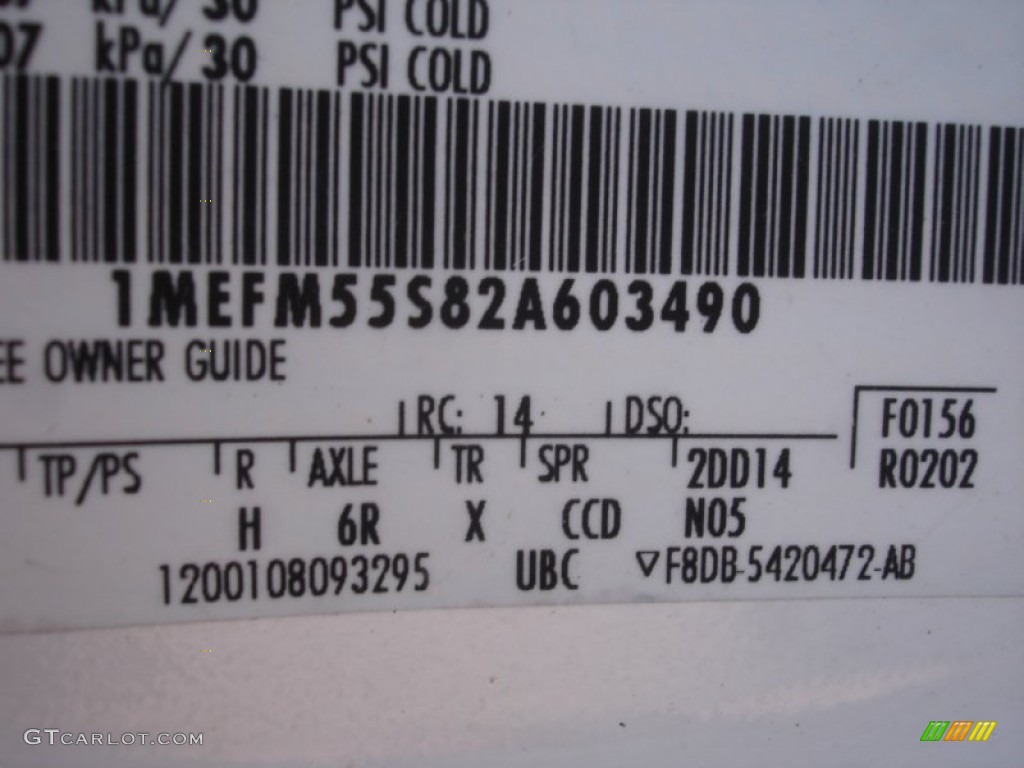 kPa/ 30 PSI COLD
07 kPa/ 30 PSI COLD
1MEFM55S82A603490
EE OWNER GUIDE
RC: 14 DSO:
F0156
TP/PS R AXLE TR SPR 2DD14 R0202
H 6R X CCD N05
1200108093295 UBC ▽F8DB-5420472-AB
GTCARLOT.COM